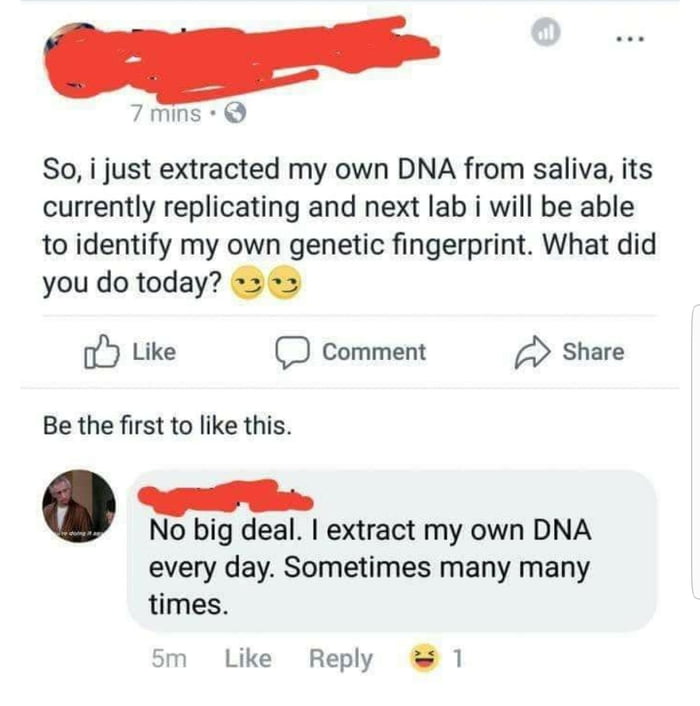 7 mins
So, i just extracted my own DNA from saliva, its
currently replicating and next lab i will be able
to identify my own genetic fingerprint. What did
you do today? 😏😏
Like Comment Share
Be the first to like this.
No big deal. I extract my own DNA
every day. Sometimes many many
times.
5m Like Reply 😆 1